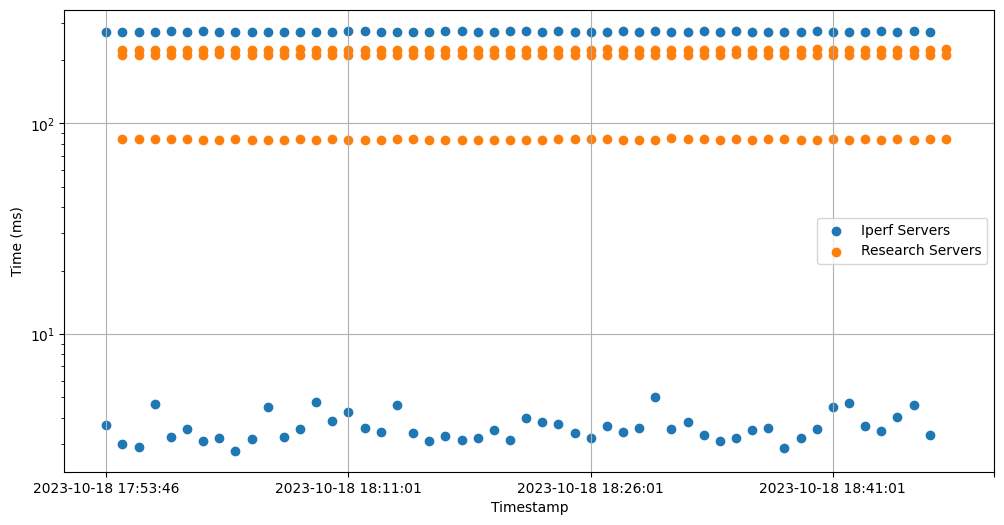 Time (ms)
10²
10¹
Iperf Servers
Research Servers
2023-10-18 17:53:46
2023-10-18 18:11:01
2023-10-18 18:26:01
2023-10-18 18:41:01
Timestamp